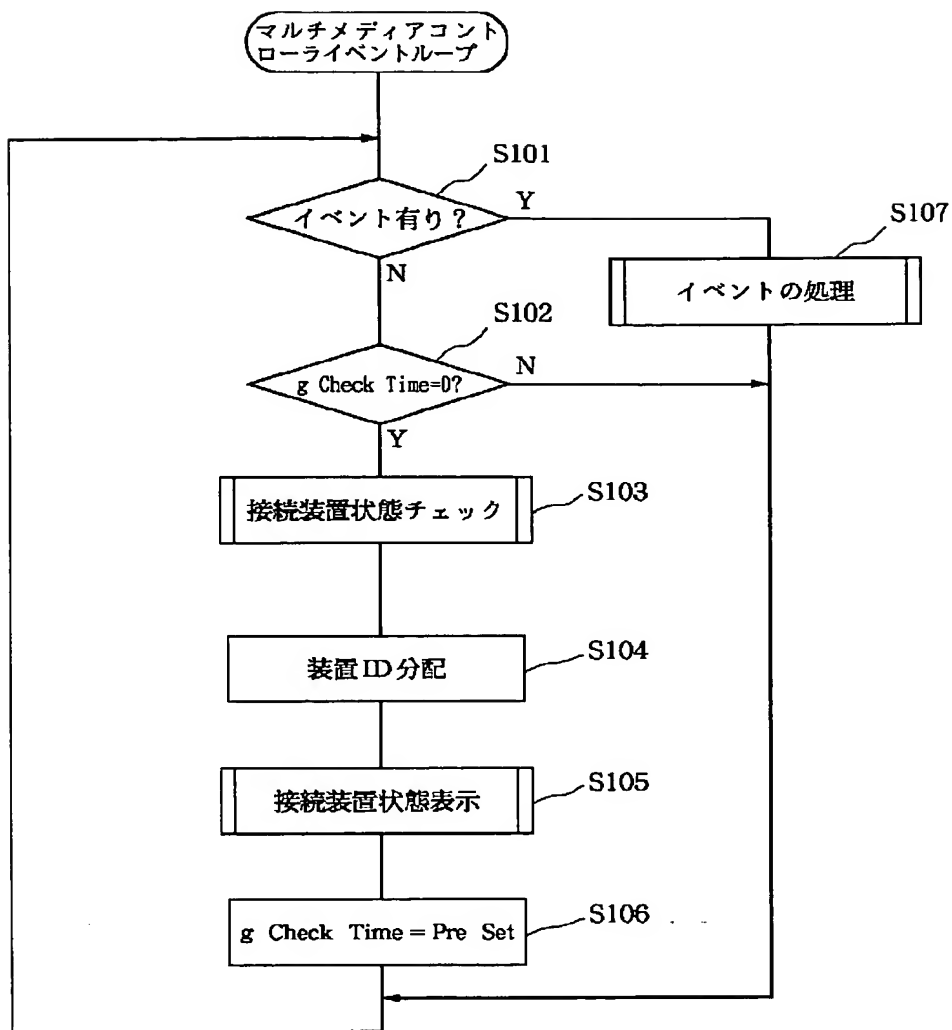 マルチメディアコント
ローライベントループ
S101
イベント有り？
Y
N
S107
イベントの処理
S102
g Check Time=0?
N
Y
S103
接続装置状態チェック
S104
装置ID分配
S105
接続装置状態表示
S106
g Check Time = Pre Set